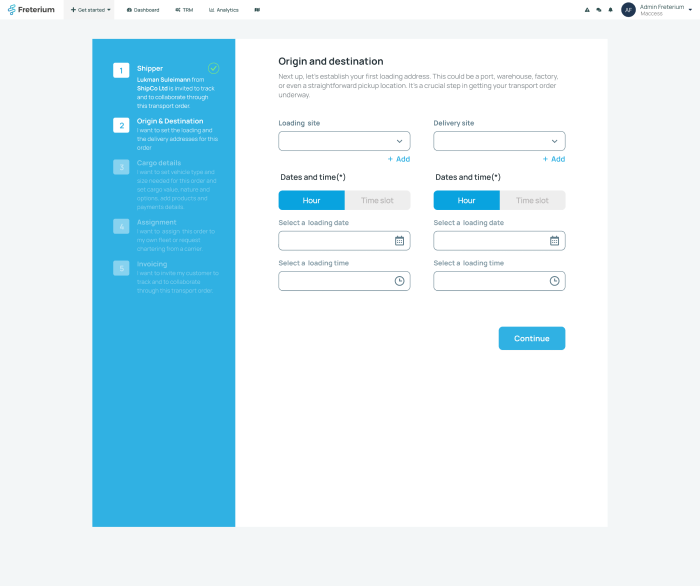 Freterium
Get started
Dashboard
TRM
Analytics
AF
Admin Freterium
Maccess
1
Shipper
Lukman Suleimann from
ShipCo Ltd is invited to track
and to collaborate through
this transport order.
2
Origin & Destination
I want to set the loading and
the delivery addresses for this
order
3
Cargo details
I want to set vehicle type and
side needed for this order and
set cargo value, nature and
options, add products and
payments details.
4
Assignment
I want to assign this order to
my own fleet or request
chartering from a carrier.
5
Invoicing
I want to invite my customer to
track and to collaborate
through this transport order.
Origin and destination
Next up, let's establish your first loading address. This could be a port, warehouse, factory,
or even a straightforward pickup location. It's a crucial step in getting your transport order
underway.
Loading site
Delivery site
+ Add
+ Add
Dates and time(*)
Dates and time(*)
Hour
Time slot
Hour
Time slot
Select a loading date
Select a loading date
Select a loading time
Select a loading time
Continue